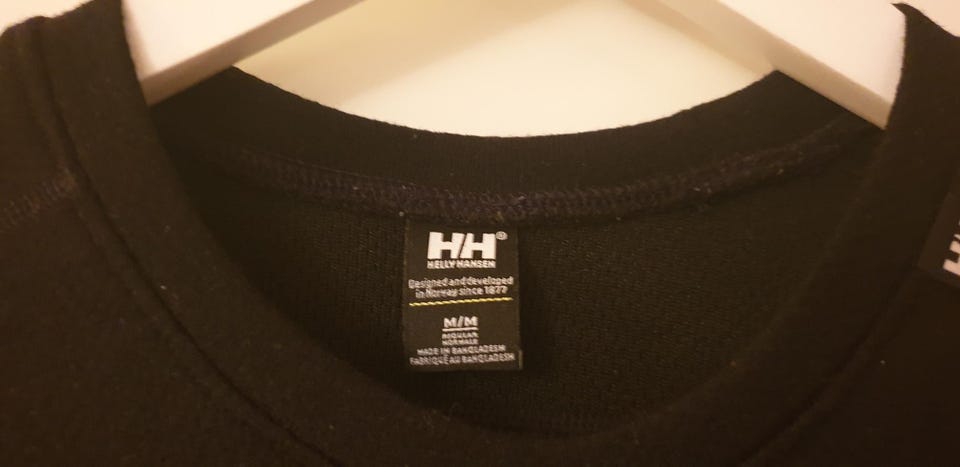 HH®
HELLY HANSEN
Designed and developed
in Norway since 1877
M/M
REGULAR
NORMALE
MADE IN BANGLADESH
FABRIQUÉ AU BANGLADESH